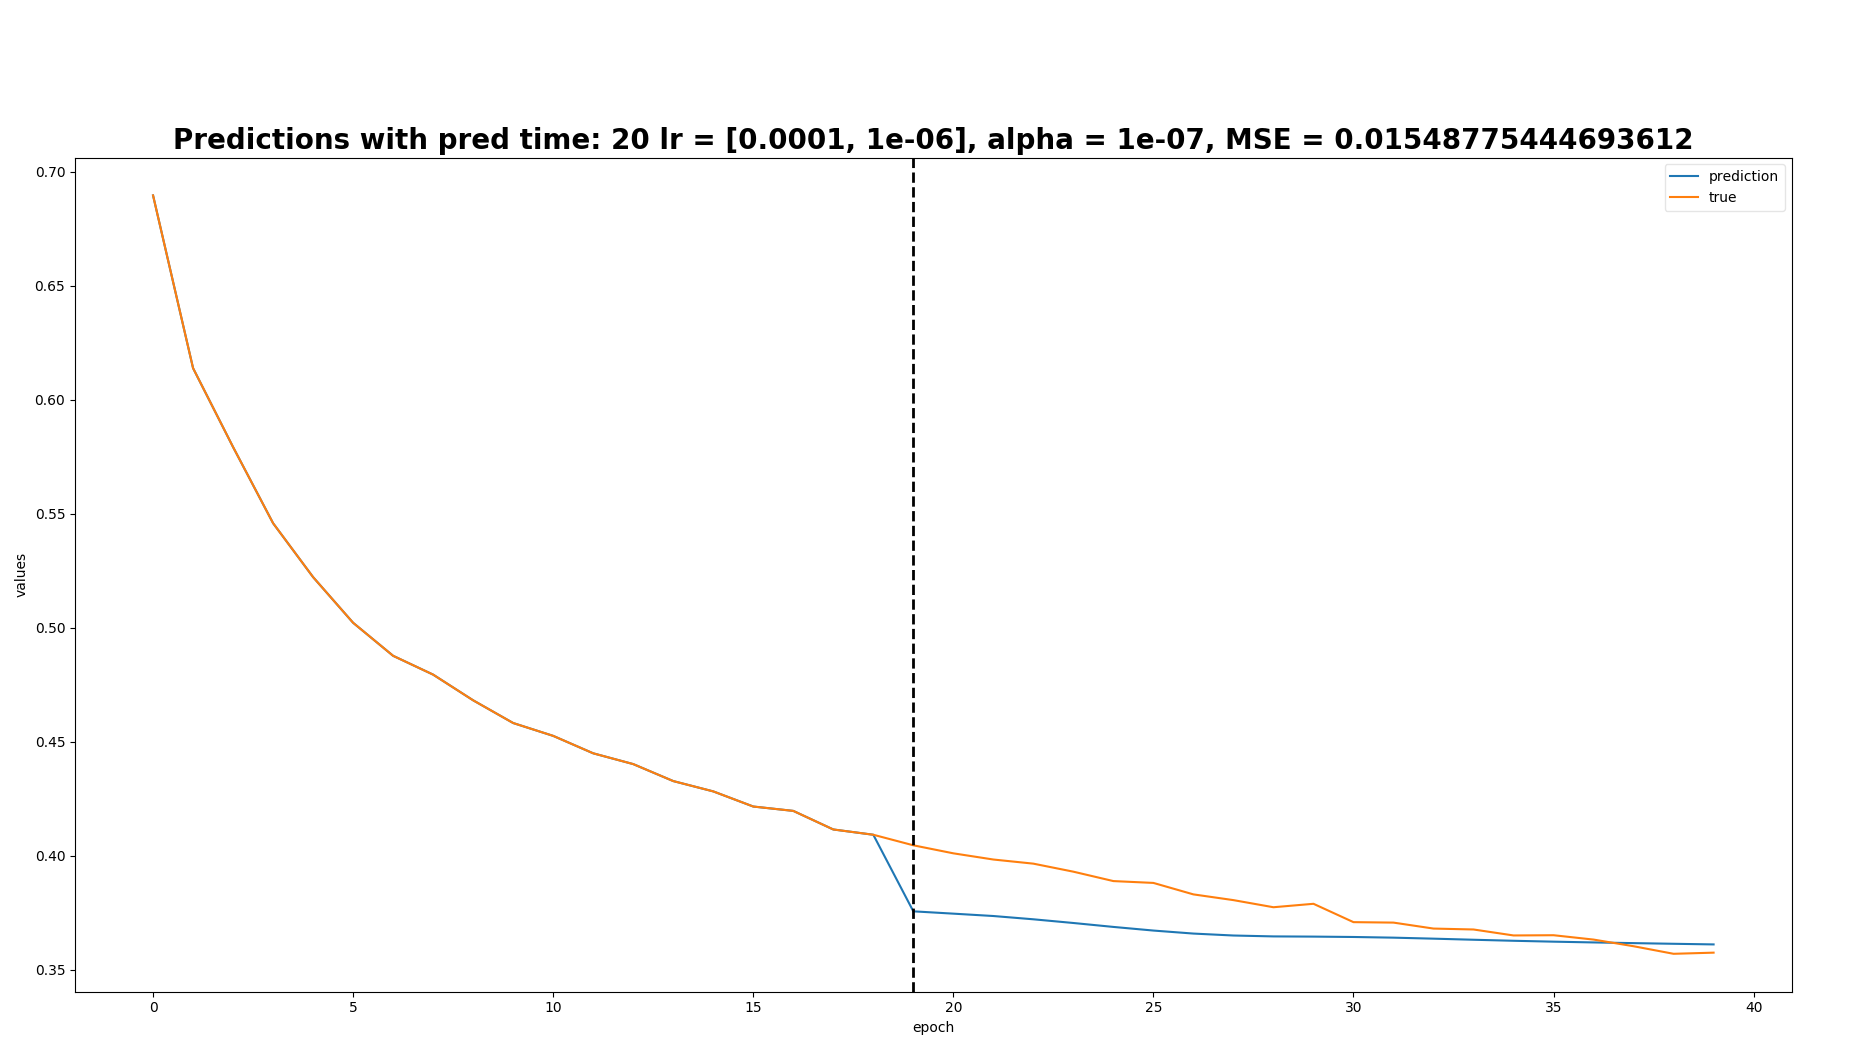 Predictions with pred time: 20 lr = [0.0001, 1e-06], alpha = 1e-07, MSE = 0.01548775444693612
prediction
true
0.70
0.65
0.60
0.55
0.50
0.45
0.40
0.35
values
0 5 10 15 20 25 30 35 40
epoch